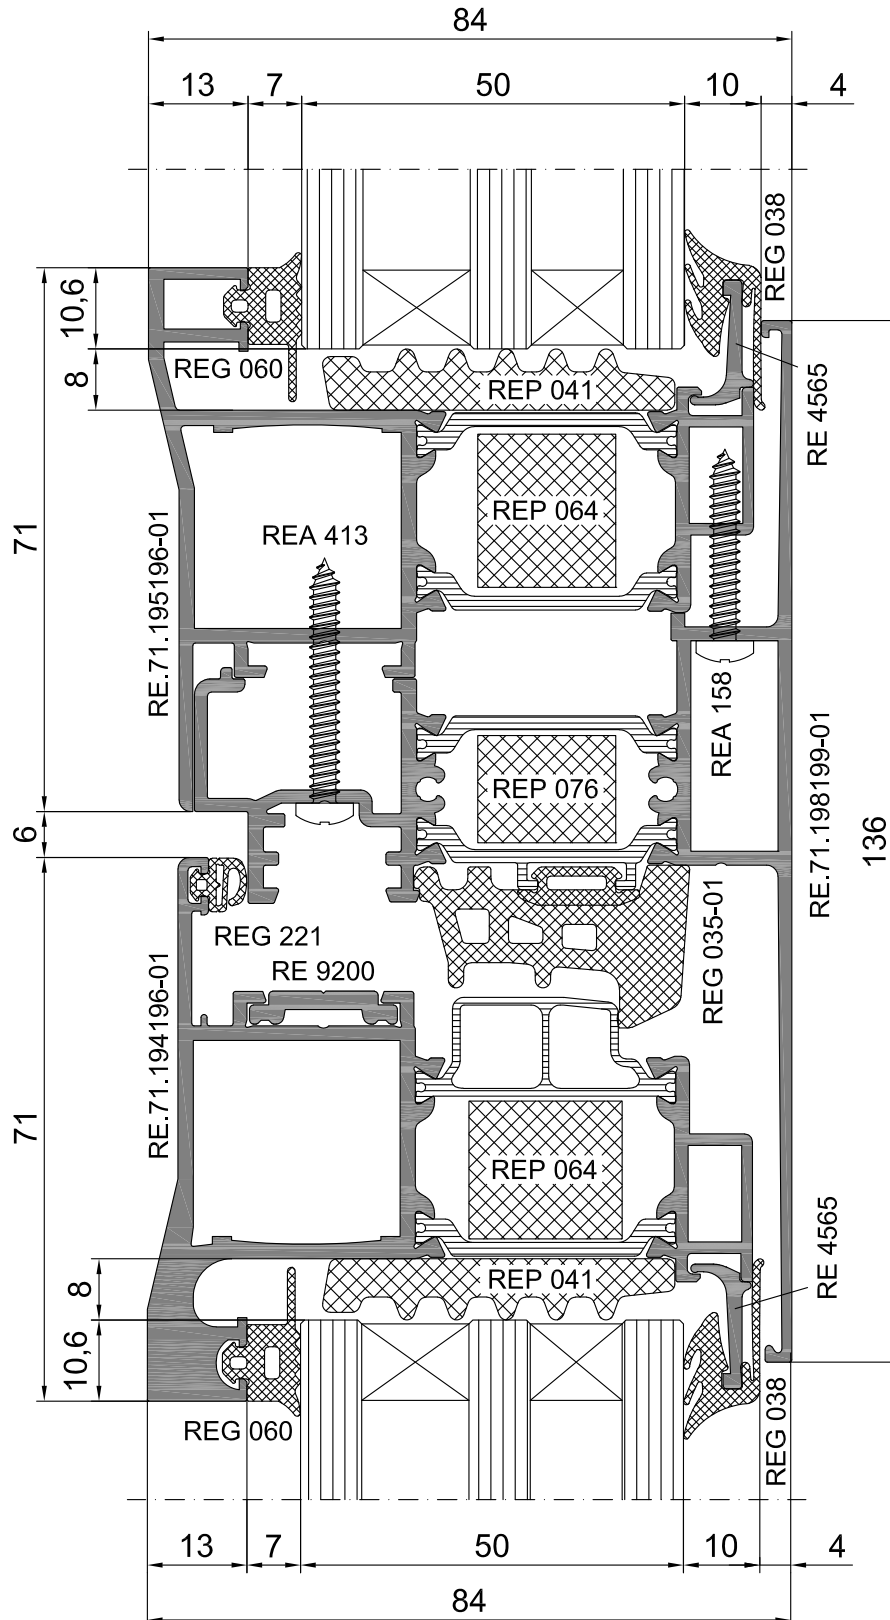 84
13 7 50 10 4
REG 038
10,6
REG 060
8
REP 041
RE 4565
REP 064
REA 413
71
RE.71.195196-01
REA 158
REP 076
RE.71.198199-01
136
6
REG 221
REG 035-01
RE 9200
RE.71.194196-01
71
REP 064
RE 4565
8
REP 041
10,6
REG 060
REG 038
13 7 50 10 4
84